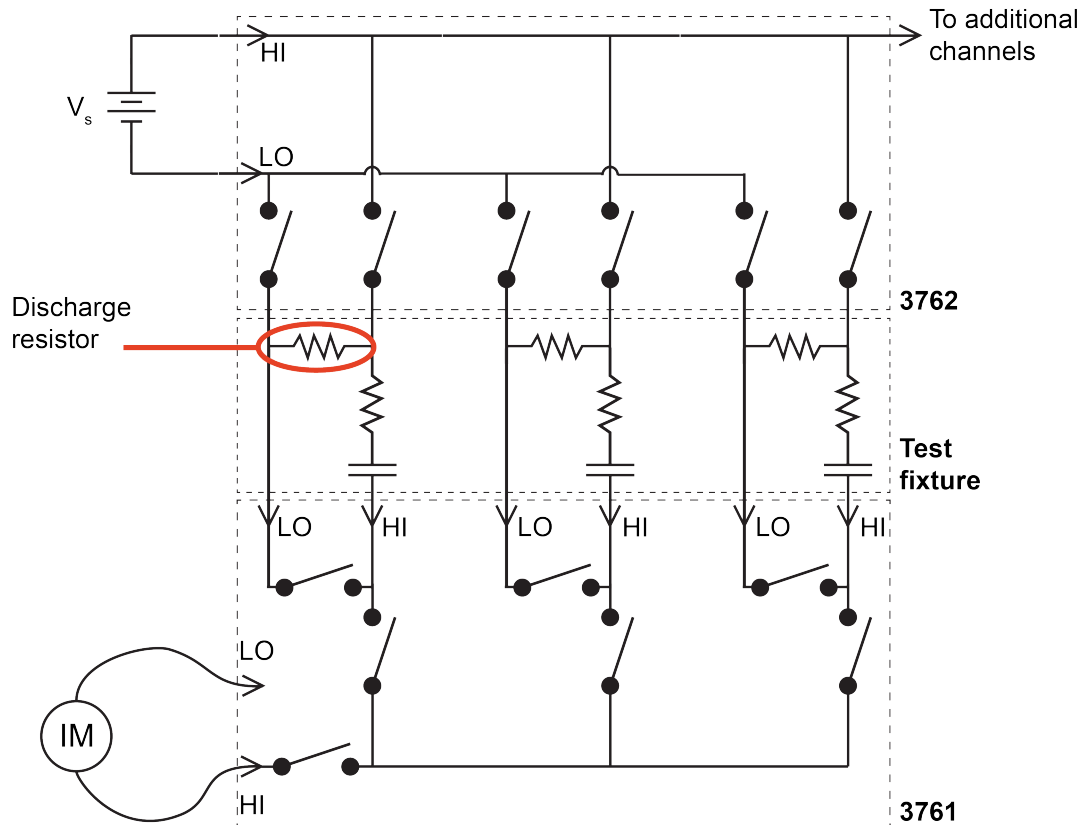 To additional
channels
HI
Vs
LO
3762
Discharge
resistor
Test
fixture
LO
HI
LO
HI
LO
HI
LO
IM
HI
3761